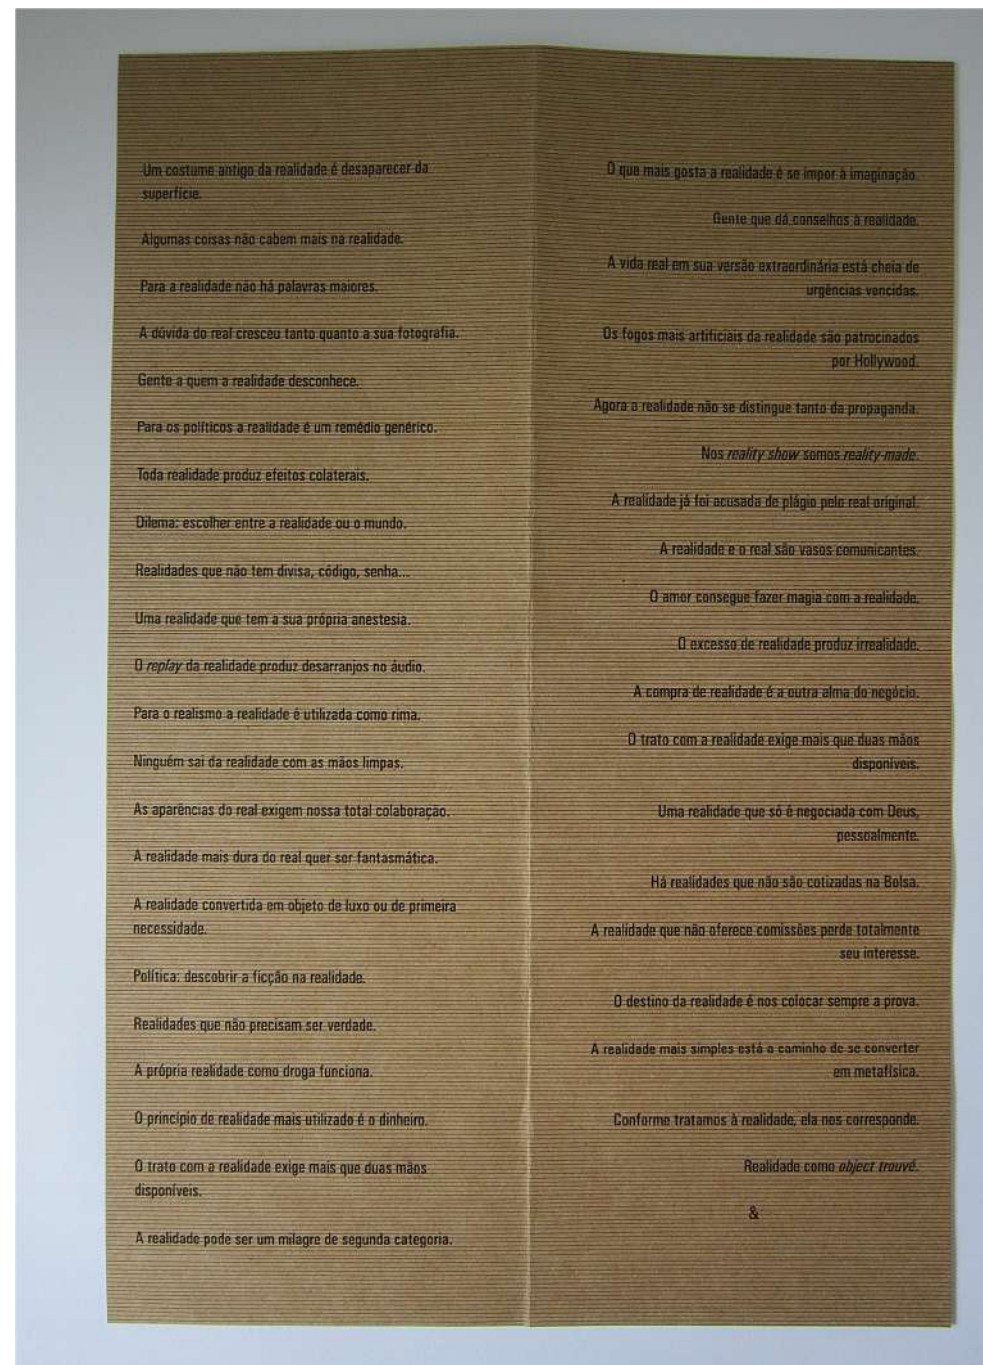 Um costume antigo da realidade é desaparecer da
superfície.
Algumas coisas não cabem mais na realidade.
Para a realidade não há palavras maiores.
A dúvida do real cresceu tanto quanto a sua fotografia.
Gente a quem a realidade desconhece.
Para os políticos a realidade é um remédio genérico.
Toda realidade produz efeitos colaterais.
Dilema: escolher entre a realidade ou o mundo.
Realidades que não tem divisa, código, senha...
Uma realidade que tem a sua própria anestesia.
O replay da realidade produz desarranjos no áudio.
Para o realismo a realidade é utilizada como rima.
Ninguém sai da realidade com as mãos limpas.
As aparências do real exigem nossa total colaboração.
A realidade mais dura do real quer ser fantasmática.
A realidade convertida em objeto de luxo ou de primeira
necessidade.
Política: descobrir a ficção na realidade.
Realidades que não precisam ser verdade.
A própria realidade como droga funciona.
O princípio de realidade mais utilizado é o dinheiro.
O trato com a realidade exige mais que duas mãos
disponíveis.
A realidade pode ser um milagre de segunda categoria.
O que mais gosta a realidade é se impor à imaginação.
Gente que dá conselhos à realidade.
A vida real em sua versão extraordinária está cheia de
urgências vencidas.
Os fogos mais artificiais da realidade são patrocinados
por Hollywood.
Agora a realidade não se distingue tanto da propaganda.
Nos reality show somos reality-made.
A realidade já foi acusada de plágio pelo real original.
A realidade e o real são vasos comunicantes.
O amor consegue fazer magia com a realidade.
O excesso de realidade produz irrealidade.
A compra de realidade é a outra alma do negócio.
O trato com a realidade exige mais que duas mãos
disponíveis.
Uma realidade que só é negociada com Deus,
pessoalmente.
Há realidades que não são cotizadas na Bolsa.
A realidade que não oferece comissões perde totalmente
seu interesse.
O destino da realidade é nos colocar sempre a prova.
A realidade mais simples está a caminho de se converter
em metafísica.
Conforme tratamos à realidade, ela nos corresponde.
Realidade como object trouvé.
&